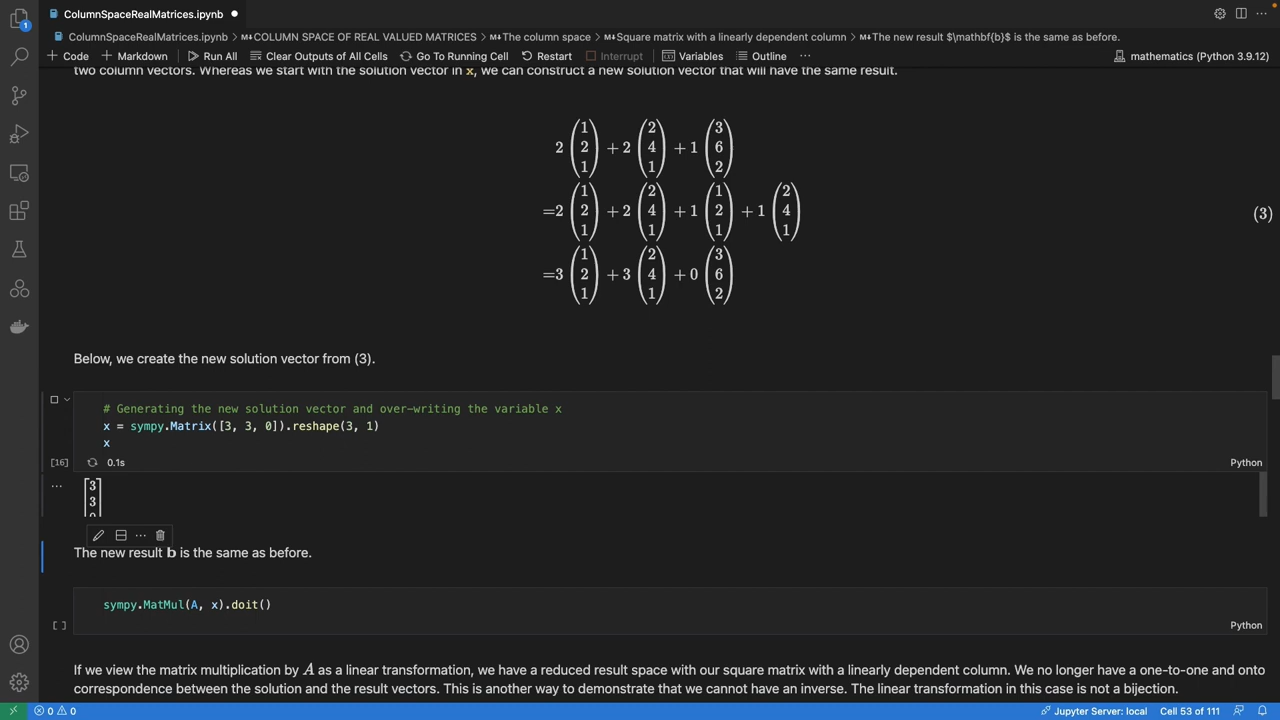 ColumnSpaceRealMatrices.ipynb
ColumnSpaceRealMatrices.ipynb > M↓COLUMN SPACE OF REAL VALUED MATRICES > M↓The column space > M↓Square matrix with a linearly dependent column > M↓The new result $\mathbf{b}$ is the same as before.
+ Code + Markdown Run All Clear Outputs of All Cells Go To Running Cell Restart Interrupt Variables Outline ··· mathematics (Python 3.9.12)
two column vectors. Whereas we start with the solution vector in x, we can construct a new solution vector that will have the same result.
2 (1 2 1) + 2 (2 4 1) + 1 (3 6 2)
=2 (1 2 1) + 2 (2 4 1) + 1 (1 2 1) + 1 (2 4 1) (3)
=3 (1 2 1) + 3 (2 4 1) + 0 (3 6 2)
Below, we create the new solution vector from (3).
# Generating the new solution vector and over-writing the variable x
x = sympy.Matrix([3, 3, 0]).reshape(3, 1)
x
[16] 0.1s Python
[3
3
0]
The new result b is the same as before.
sympy.MatMul(A, x).doit()
[ ] Python
If we view the matrix multiplication by A as a linear transformation, we have a reduced result space with our square matrix with a linearly dependent column. We no longer have a one-to-one and onto
correspondence between the solution and the result vectors. This is another way to demonstrate that we cannot have an inverse. The linear transformation in this case is not a bijection.
0 0 Jupyter Server: local Cell 53 of 111
1